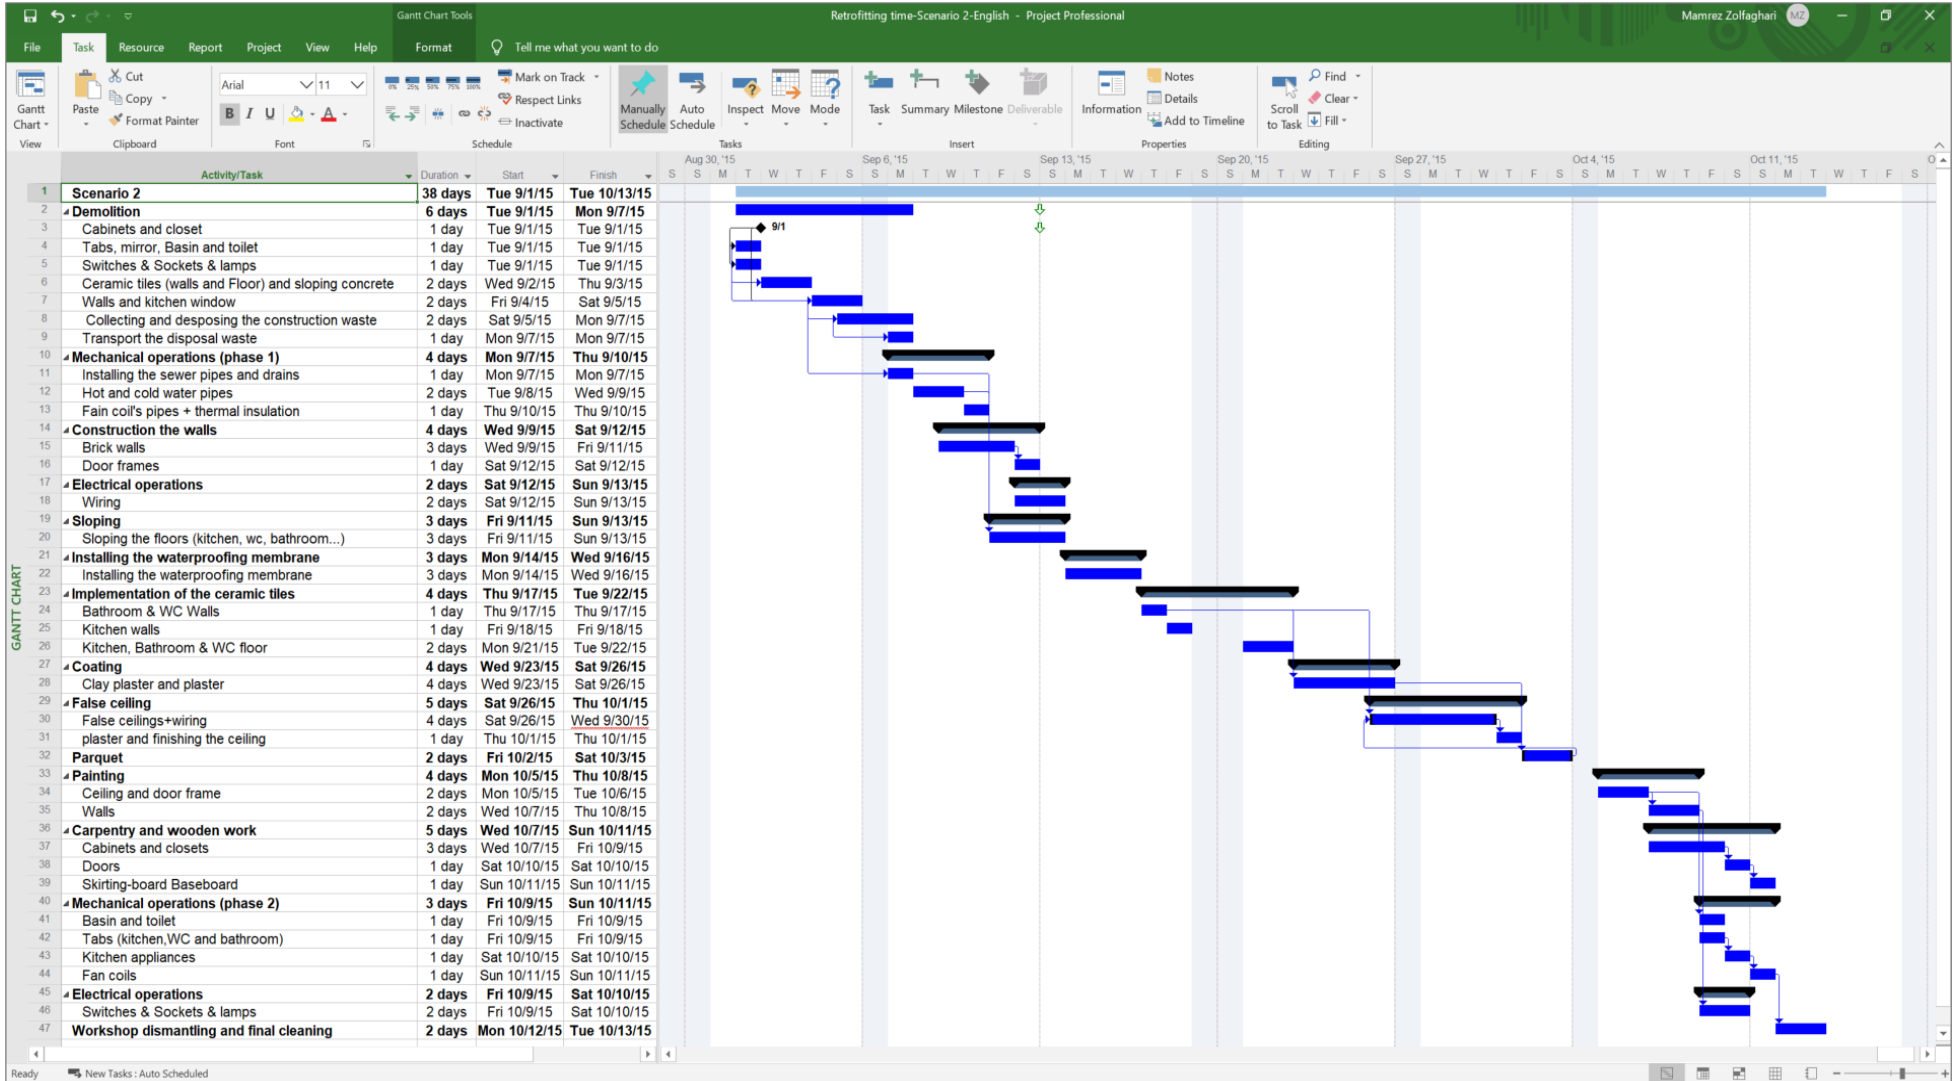 Gantt Chart Tools
Retrofitting time-Scenario 2-English - Project Professional
Mamrez Zolfaghari MZ
File Task Resource Report Project View Help Format Tell me what you want to do
Gantt Chart
View
Paste
Cut
Copy
Format Painter
Clipboard
Arial 11
B I U A
Font
0% 25% 50% 75% 100%
Mark on Track
Respect Links
Inactivate
Schedule
Manually Schedule
Auto Schedule
Inspect Move Mode
Tasks
Task Summary Milestone Deliverable
Insert
Information
Notes
Details
Add to Timeline
Properties
Scroll to Task
Find
Clear
Fill
Editing
Activity/Task Duration Start Finish
Aug 30, '15 Sep 6, '15 Sep 13, '15 Sep 20, '15 Sep 27, '15 Oct 4, '15 Oct 11, '15 O
S S M T W T F S S M T W T F S S M T W T F S S M T W T F S S M T W T F S S M T W T F S S M T W T F S
1 Scenario 2 38 days Tue 9/1/15 Tue 10/13/15
2 Demolition 6 days Tue 9/1/15 Mon 9/7/15
3 Cabinets and closet 1 day Tue 9/1/15 Tue 9/1/15 9/1
4 Tabs, mirror, Basin and toilet 1 day Tue 9/1/15 Tue 9/1/15
5 Switches & Sockets & lamps 1 day Tue 9/1/15 Tue 9/1/15
6 Ceramic tiles (walls and Floor) and sloping concrete 2 days Wed 9/2/15 Thu 9/3/15
7 Walls and kitchen window 2 days Fri 9/4/15 Sat 9/5/15
8 Collecting and desposing the construction waste 2 days Sat 9/5/15 Mon 9/7/15
9 Transport the disposal waste 1 day Mon 9/7/15 Mon 9/7/15
10 Mechanical operations (phase 1) 4 days Mon 9/7/15 Thu 9/10/15
11 Installing the sewer pipes and drains 1 day Mon 9/7/15 Mon 9/7/15
12 Hot and cold water pipes 2 days Tue 9/8/15 Wed 9/9/15
13 Fain coil's pipes + thermal insulation 1 day Thu 9/10/15 Thu 9/10/15
14 Construction the walls 4 days Wed 9/9/15 Sat 9/12/15
15 Brick walls 3 days Wed 9/9/15 Fri 9/11/15
16 Door frames 1 day Sat 9/12/15 Sat 9/12/15
17 Electrical operations 2 days Sat 9/12/15 Sun 9/13/15
18 Wiring 2 days Sat 9/12/15 Sun 9/13/15
19 Sloping 3 days Fri 9/11/15 Sun 9/13/15
20 Sloping the floors (kitchen, wc, bathroom...) 3 days Fri 9/11/15 Sun 9/13/15
21 Installing the waterproofing membrane 3 days Mon 9/14/15 Wed 9/16/15
22 Installing the waterproofing membrane 3 days Mon 9/14/15 Wed 9/16/15
23 Implementation of the ceramic tiles 4 days Thu 9/17/15 Tue 9/22/15
24 Bathroom & WC Walls 1 day Thu 9/17/15 Thu 9/17/15
25 Kitchen walls 1 day Fri 9/18/15 Fri 9/18/15
26 Kitchen, Bathroom & WC floor 2 days Mon 9/21/15 Tue 9/22/15
27 Coating 4 days Wed 9/23/15 Sat 9/26/15
28 Clay plaster and plaster 4 days Wed 9/23/15 Sat 9/26/15
29 False ceiling 5 days Sat 9/26/15 Thu 10/1/15
30 False ceilings+wiring 4 days Sat 9/26/15 Wed 9/30/15
31 plaster and finishing the ceiling 1 day Thu 10/1/15 Thu 10/1/15
32 Parquet 2 days Fri 10/2/15 Sat 10/3/15
33 Painting 4 days Mon 10/5/15 Thu 10/8/15
34 Ceiling and door frame 2 days Mon 10/5/15 Tue 10/6/15
35 Walls 2 days Wed 10/7/15 Thu 10/8/15
36 Carpentry and wooden work 5 days Wed 10/7/15 Sun 10/11/15
37 Cabinets and closets 3 days Wed 10/7/15 Fri 10/9/15
38 Doors 1 day Sat 10/10/15 Sat 10/10/15
39 Skirting-board Baseboard 1 day Sun 10/11/15 Sun 10/11/15
40 Mechanical operations (phase 2) 3 days Fri 10/9/15 Sun 10/11/15
41 Basin and toilet 1 day Fri 10/9/15 Fri 10/9/15
42 Tabs (kitchen,WC and bathroom) 1 day Fri 10/9/15 Fri 10/9/15
43 Kitchen appliances 1 day Sat 10/10/15 Sat 10/10/15
44 Fan coils 1 day Sun 10/11/15 Sun 10/11/15
45 Electrical operations 2 days Fri 10/9/15 Sat 10/10/15
46 Switches & Sockets & lamps 2 days Fri 10/9/15 Sat 10/10/15
47 Workshop dismantling and final cleaning 2 days Mon 10/12/15 Tue 10/13/15
GANTT CHART
Ready New Tasks : Auto Scheduled